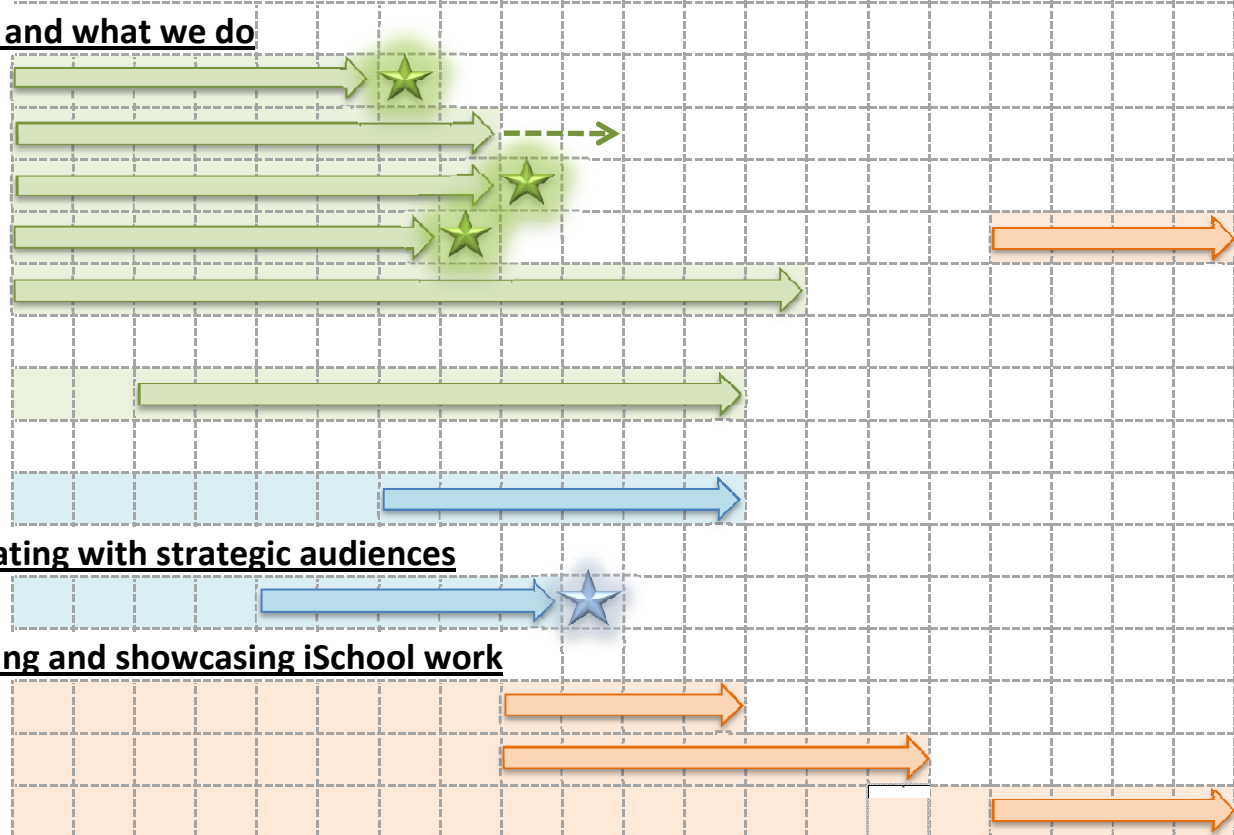 and what we do
ating with strategic audiences
ng and showcasing iSchool work